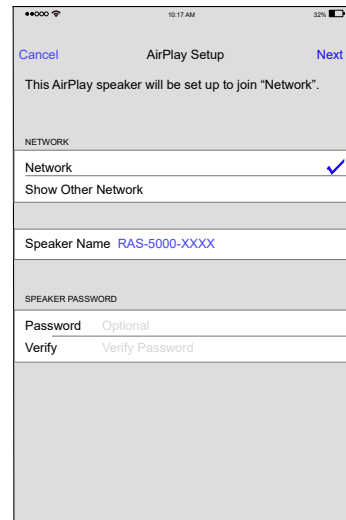 10:17 AM 32%
Cancel AirPlay Setup Next
This AirPlay speaker will be set up to join “Network”.
NETWORK
Network
Show Other Network
Speaker Name RAS-5000-XXXX
SPEAKER PASSWORD
Password Optional
Verify Verify Password